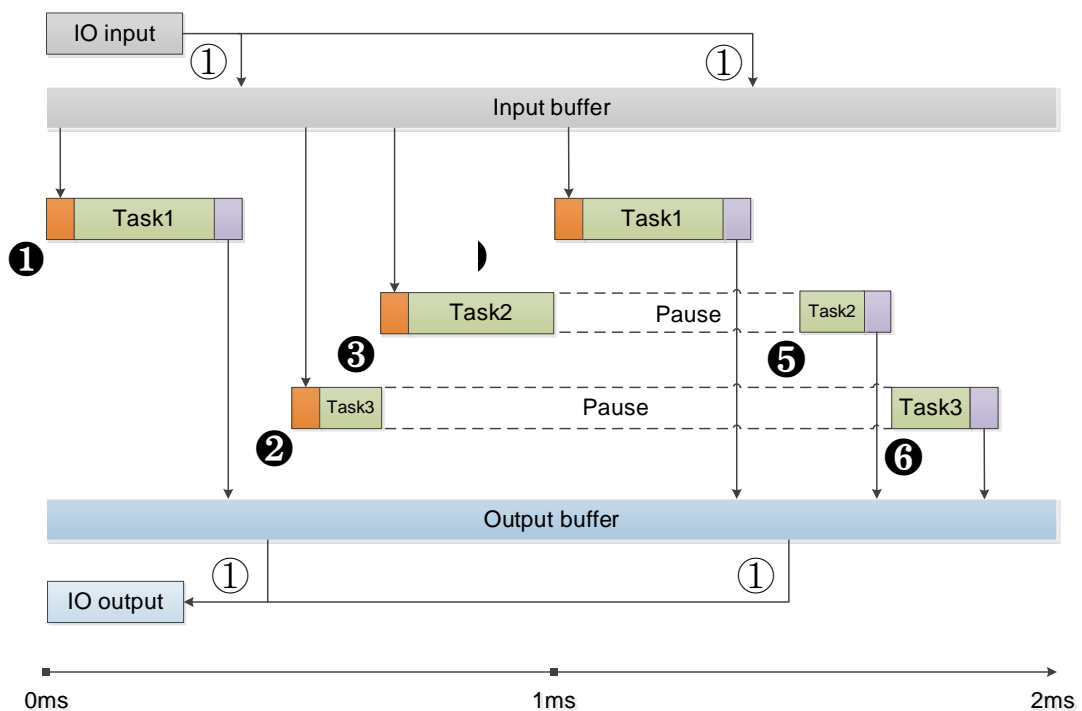 IO input
①
①
Input buffer
Task1
Task1
❶
Task2
Pause
Task2
❸
❺
Task3
Pause
Task3
❷
❻
Output buffer
①
①
IO output
0ms
1ms
2ms